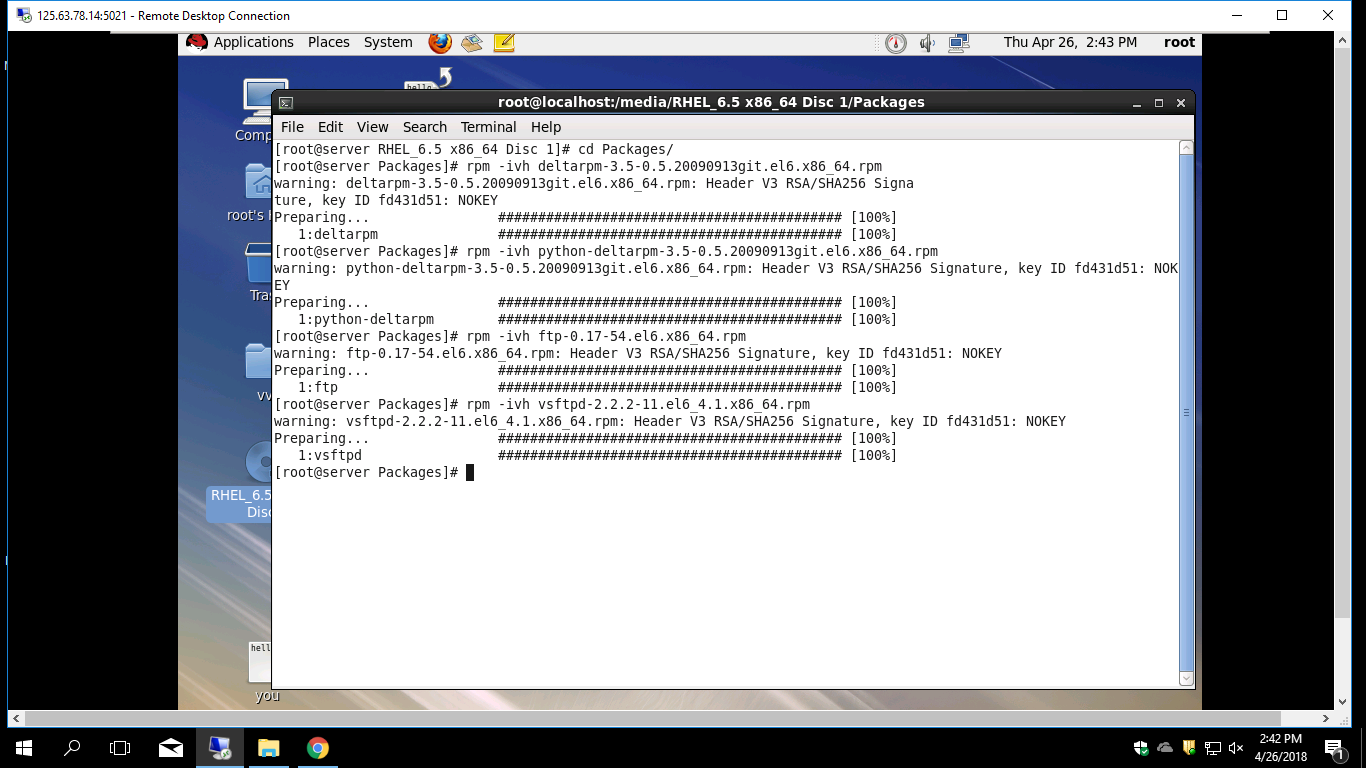 125.63.78.14:5021 - Remote Desktop Connection
Applications Places System Thu Apr 26, 2:43 PM root
root@localhost:/media/RHEL_6.5 x86_64 Disc 1/Packages
File Edit View Search Terminal Help
[root@server RHEL_6.5 x86_64 Disc 1]# cd Packages/
[root@server Packages]# rpm -ivh deltarpm-3.5-0.5.20090913git.el6.x86_64.rpm
warning: deltarpm-3.5-0.5.20090913git.el6.x86_64.rpm: Header V3 RSA/SHA256 Signa
ture, key ID fd431d51: NOKEY
Preparing... ########################################### [100%]
1:deltarpm ########################################### [100%]
[root@server Packages]# rpm -ivh python-deltarpm-3.5-0.5.20090913git.el6.x86_64.rpm
warning: python-deltarpm-3.5-0.5.20090913git.el6.x86_64.rpm: Header V3 RSA/SHA256 Signature, key ID fd431d51: NOK
EY
Preparing... ########################################### [100%]
1:python-deltarpm ########################################### [100%]
[root@server Packages]# rpm -ivh ftp-0.17-54.el6.x86_64.rpm
warning: ftp-0.17-54.el6.x86_64.rpm: Header V3 RSA/SHA256 Signature, key ID fd431d51: NOKEY
Preparing... ########################################### [100%]
1:ftp ########################################### [100%]
[root@server Packages]# rpm -ivh vsftpd-2.2.2-11.el6_4.1.x86_64.rpm
warning: vsftpd-2.2.2-11.el6_4.1.x86_64.rpm: Header V3 RSA/SHA256 Signature, key ID fd431d51: NOKEY
Preparing... ########################################### [100%]
1:vsftpd ########################################### [100%]
[root@server Packages]#
hello
Comp
root's
Tras
vv
RHEL_6.5
Disc
hell
you
2:42 PM
4/26/2018
1